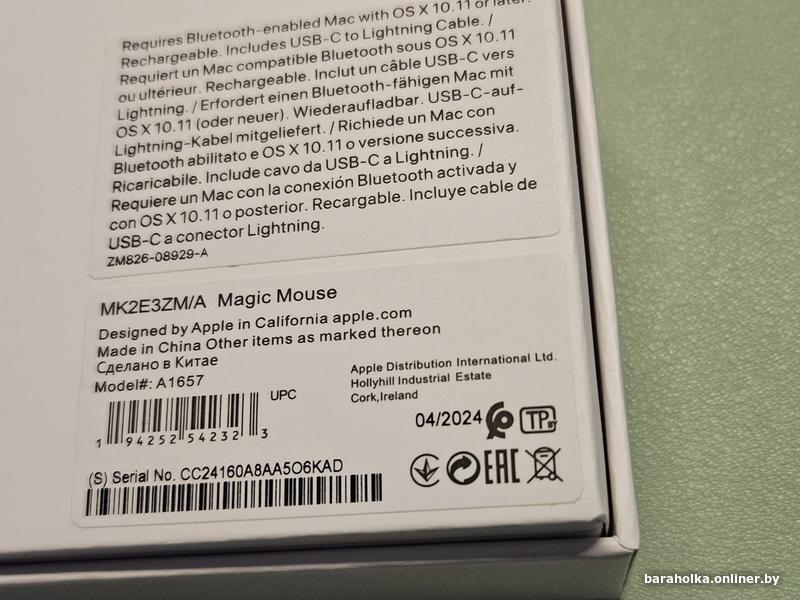 Requires Bluetooth-enabled Mac with OS X 10.11 or later.
Rechargeable. Includes USB-C to Lightning Cable. /
Requiert un Mac compatible Bluetooth sous OS X 10.11
ou ultérieur. Rechargeable. Inclut un câble USB-C vers
Lightning. / Erfordert einen Bluetooth-fähigen Mac mit
OS X 10.11 (oder neuer). Wiederaufladbar. USB-C-auf-
Lightning-Kabel mitgeliefert. / Richiede un Mac con
Bluetooth abilitato e OS X 10.11 o versione successiva.
Ricaricabile. Include cavo da USB-C a Lightning. /
Requiere un Mac con la conexión Bluetooth activada y
con OS X 10.11 o posterior. Recargable. Incluye cable de
USB-C a conector Lightning.
ZM826-08929-A
MK2E3ZM/A Magic Mouse
Designed by Apple in California apple.com
Made in China Other items as marked thereon
Сделано в Китае
Model#: A1657
UPC
1 94252 54232 3
Apple Distribution International Ltd.
Hollyhill Industrial Estate
Cork,Ireland
04/2024 TP BY
(S) Serial No. CC24160A8AA5O6KAD
EAC
baraholka.onliner.by